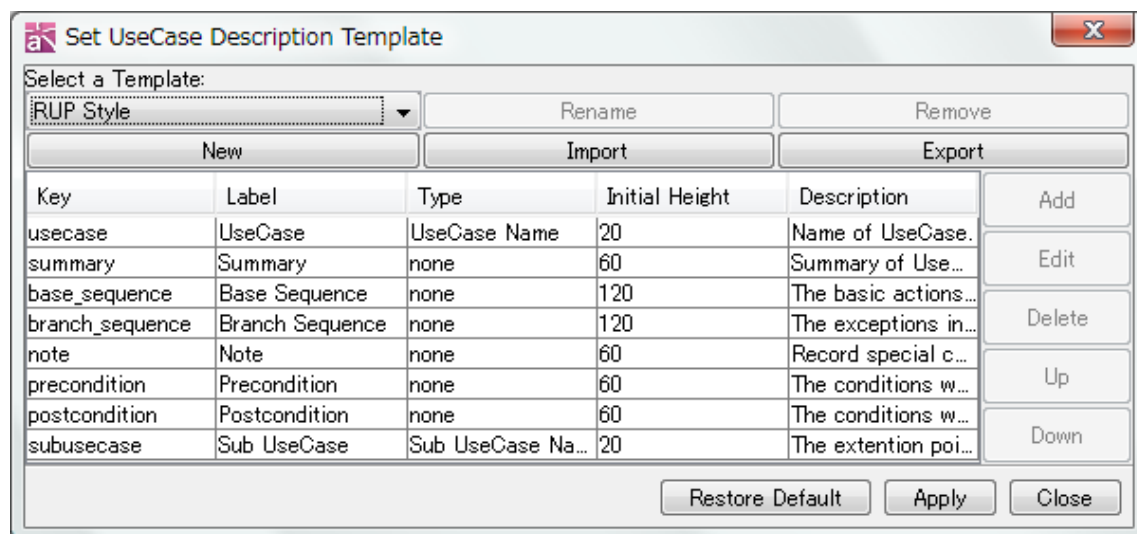 Set UseCase Description Template
Select a Template:
RUP Style Rename Remove
New Import Export
Key Label Type Initial Height Description Add
usecase UseCase UseCase Name 20 Name of UseCase.
summary Summary none 60 Summary of Use... Edit
base_sequence Base Sequence none 120 The basic actions...
branch_sequence Branch Sequence none 120 The exceptions in... Delete
note Note none 60 Record special c...
precondition Precondition none 60 The conditions w... Up
postcondition Postcondition none 60 The conditions w...
subusecase Sub UseCase Sub UseCase Na... 20 The extention poi... Down
Restore Default Apply Close